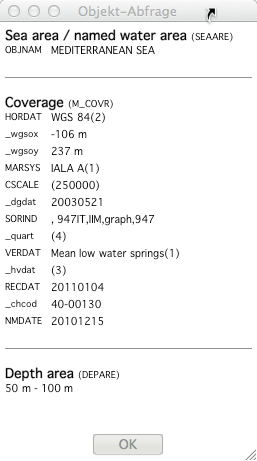 Objekt-Abfrage
Sea area / named water area (SEAARE)
OBJNAM MEDITERRANEAN SEA
Coverage (M_COVR)
HORDAT WGS 84(2)
_wgsox -106 m
_wgsoy 237 m
MARSYS IALA A(1)
CSCALE (250000)
_dgdat 20030521
SORIND , 947IT,IIM,graph,947
_quart (4)
VERDAT Mean low water springs(1)
_hvdat (3)
RECDAT 20110104
_chcod 40-00130
NMDATE 20101215
Depth area (DEPARE)
50 m - 100 m
OK